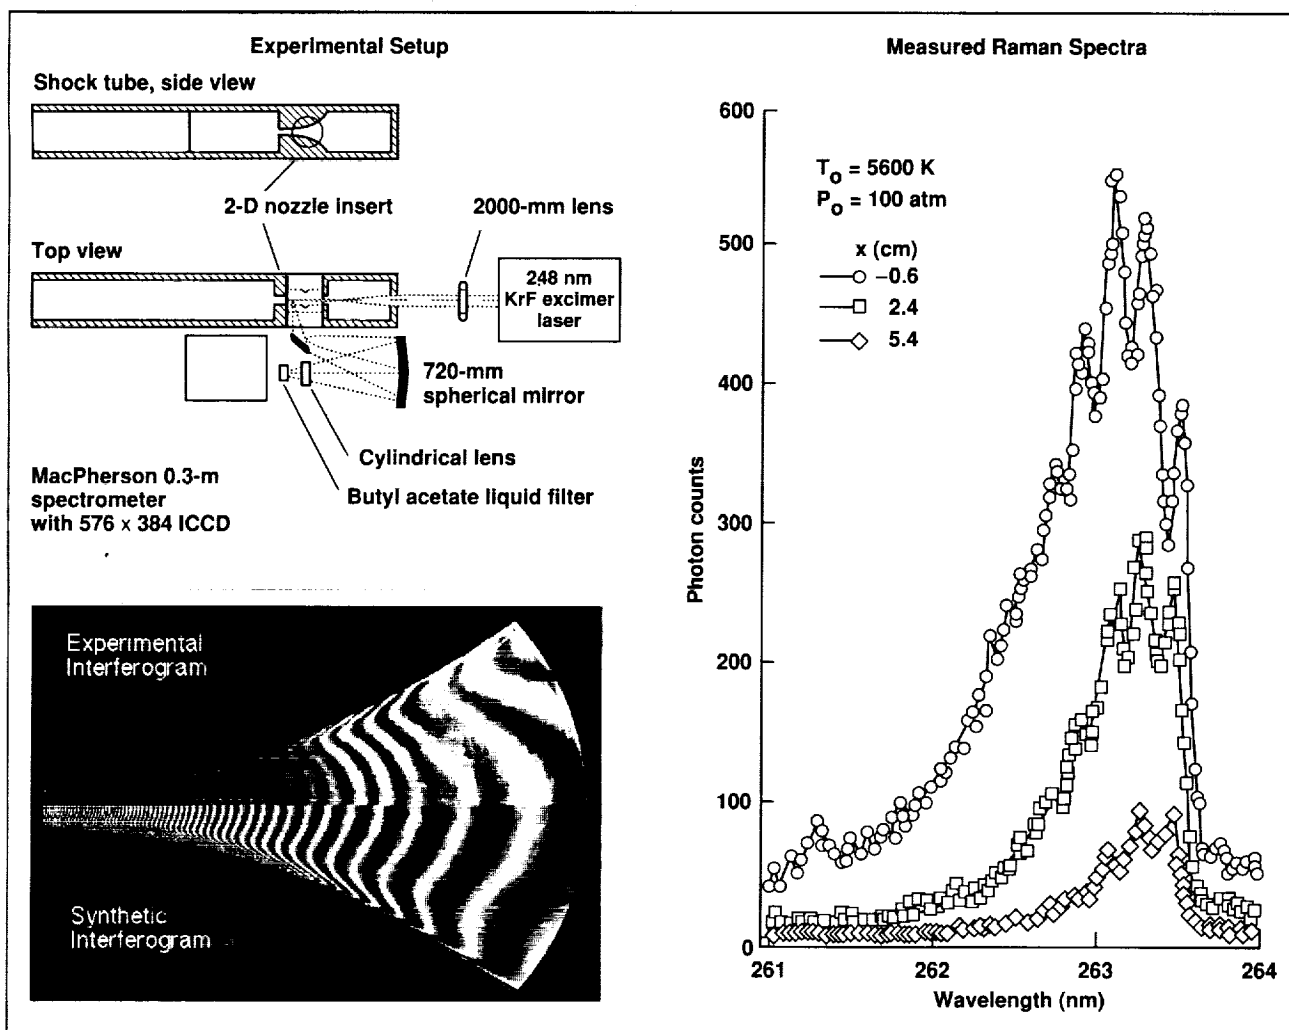 Experimental Setup
Shock tube, side view
2-D nozzle insert
2000-mm lens
Top view
248 nm
KrF excimer
laser
720-mm
spherical mirror
Cylindrical lens
Butyl acetate liquid filter
MacPherson 0.3-m
spectrometer
with 576 x 384 ICCD
Experimental
Interferogram
Synthetic
Interferogram
Measured Raman Spectra
To = 5600 K
Po = 100 atm
x (cm)
−0.6
2.4
5.4
Photon counts
600
500
400
300
200
100
0
261
262
263
264
Wavelength (nm)